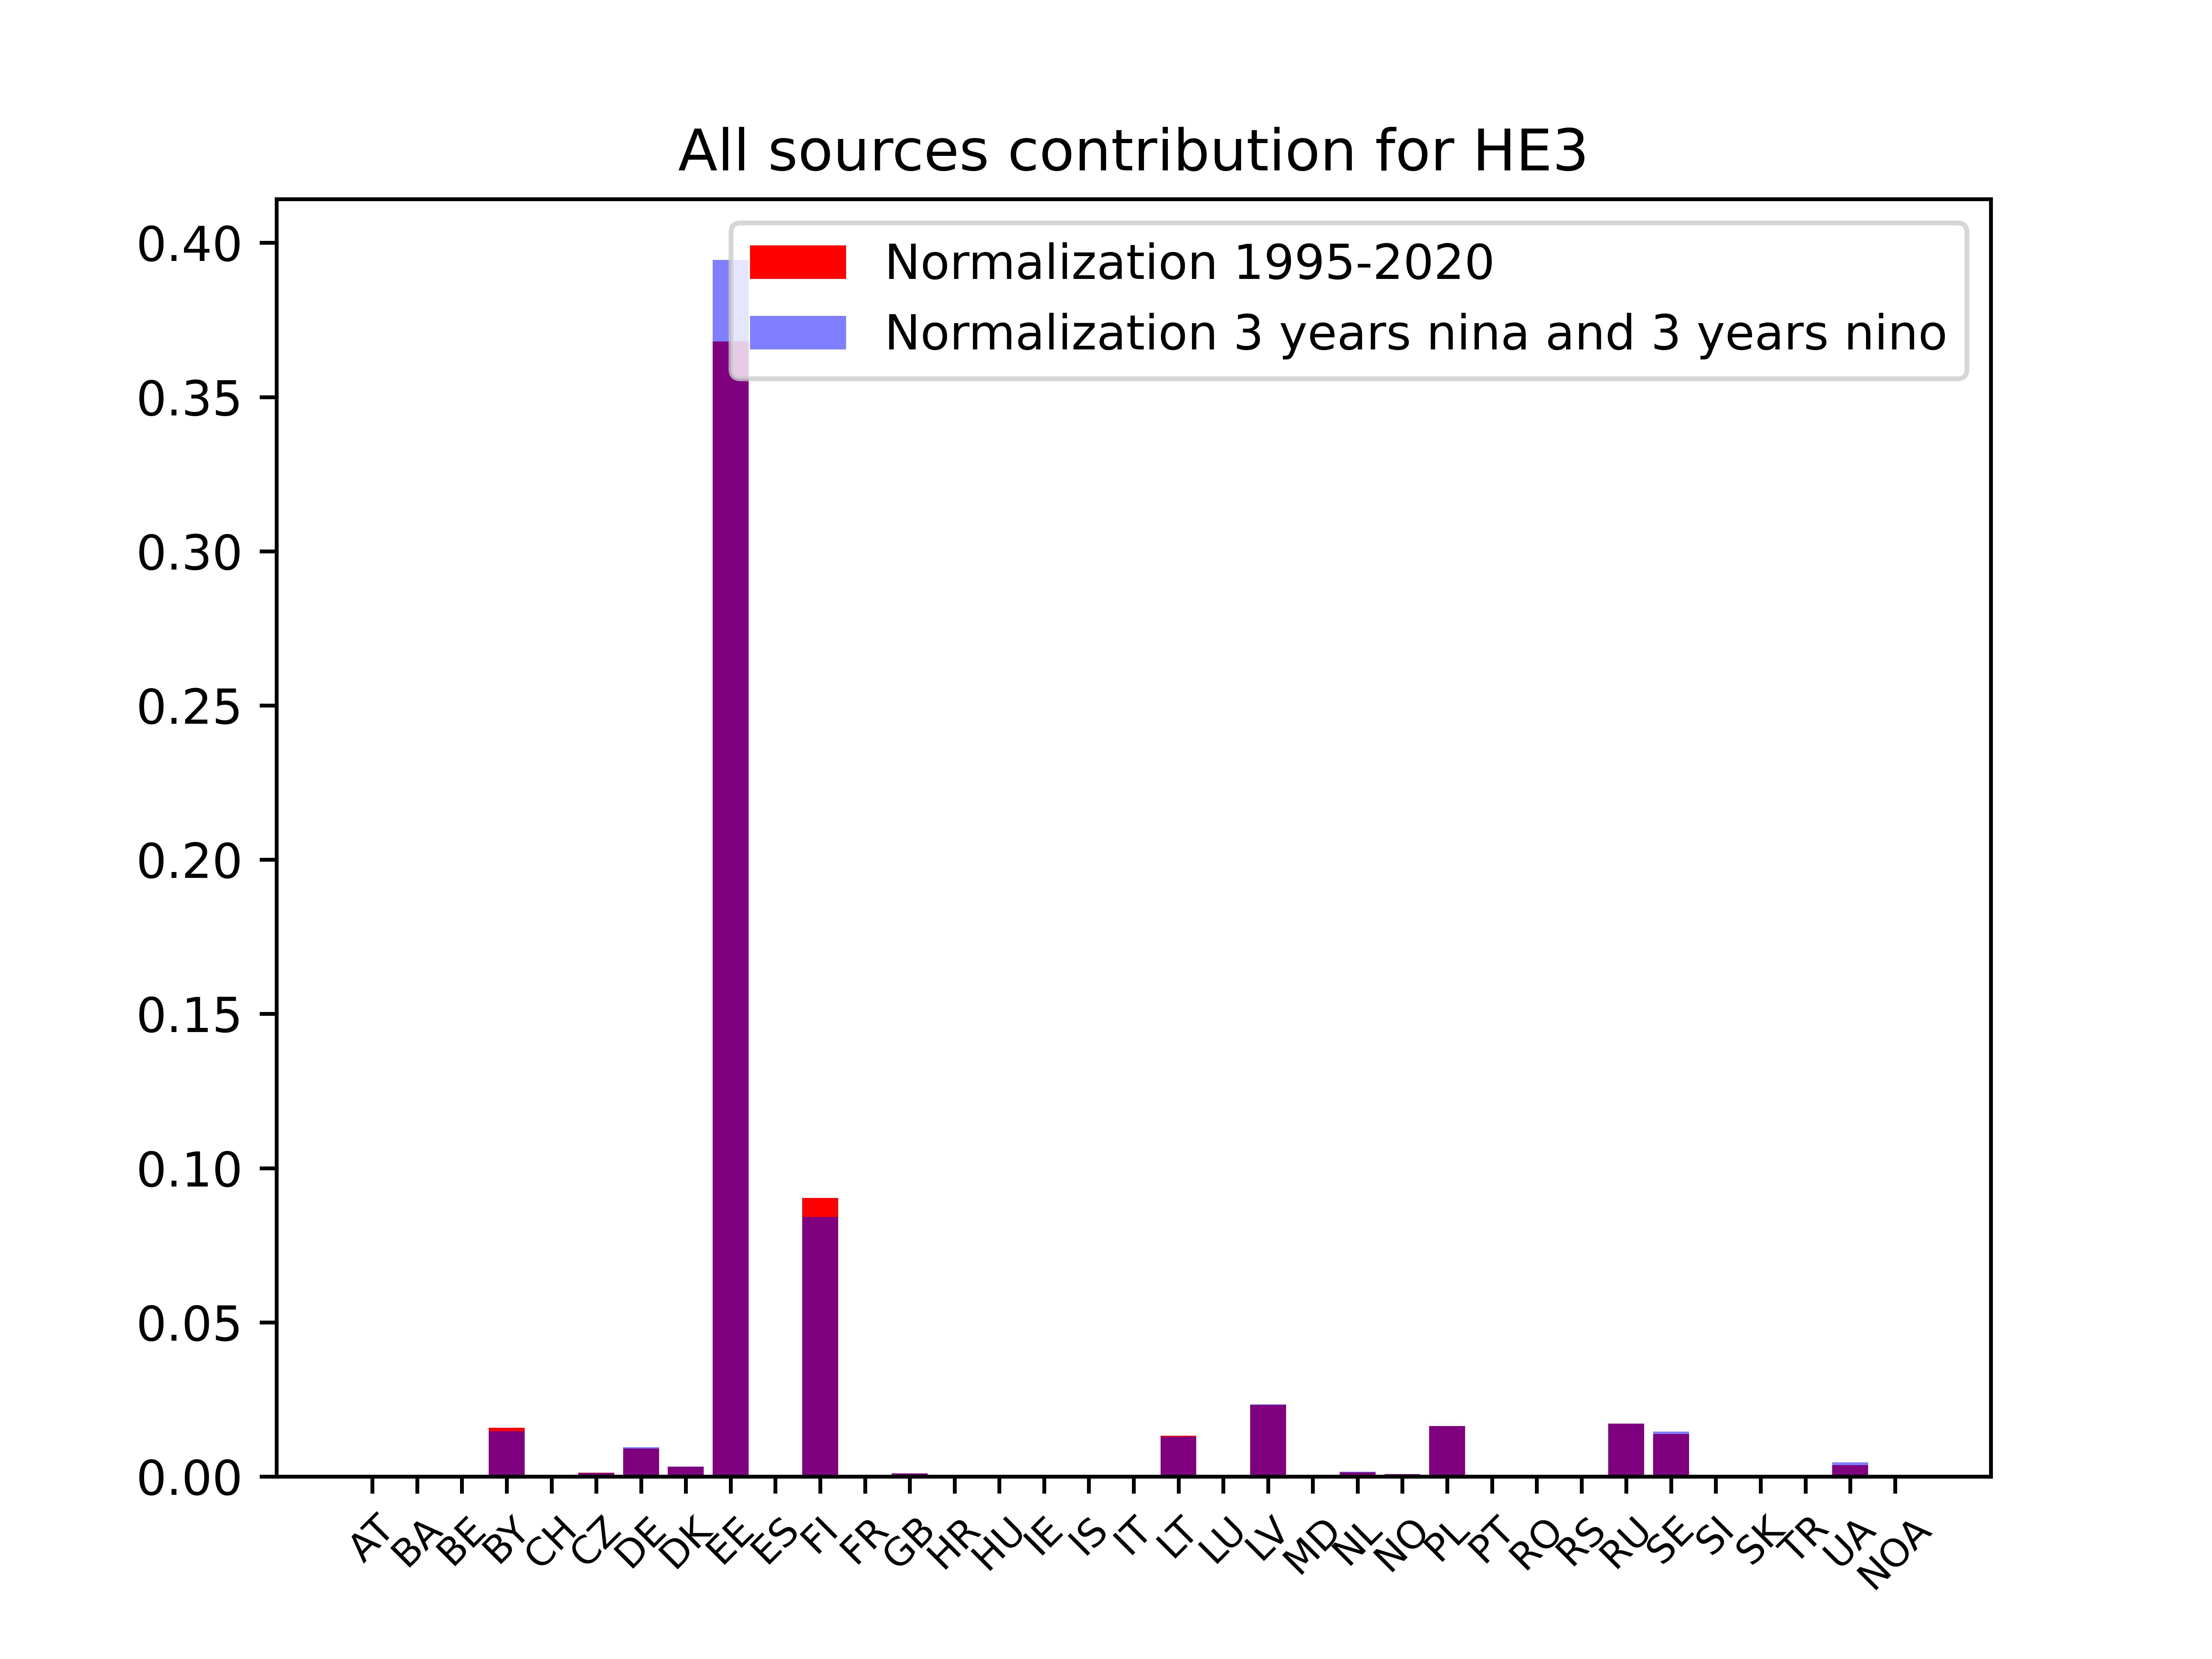 All sources contribution for HE3
Normalization 1995-2020
Normalization 3 years nina and 3 years nino
0.40
0.35
0.30
0.25
0.20
0.15
0.10
0.05
0.00
AT BA BE BY CH CZ DE DK EE ES FI FR GB HR HU IE IS IT LT LU LV MD NL NO PL PT RO RS RU SE SI SK TR UA NOA